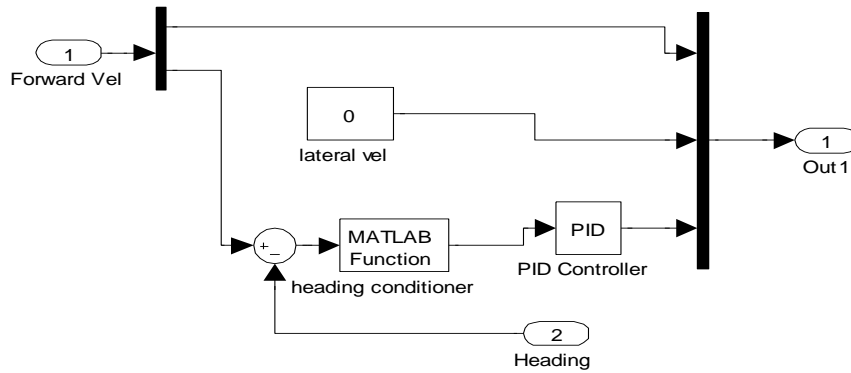 1
Forward Vel
0
lateral vel
1
Out1
+
_
MATLAB
Function
heading conditioner
PID
PID Controller
2
Heading